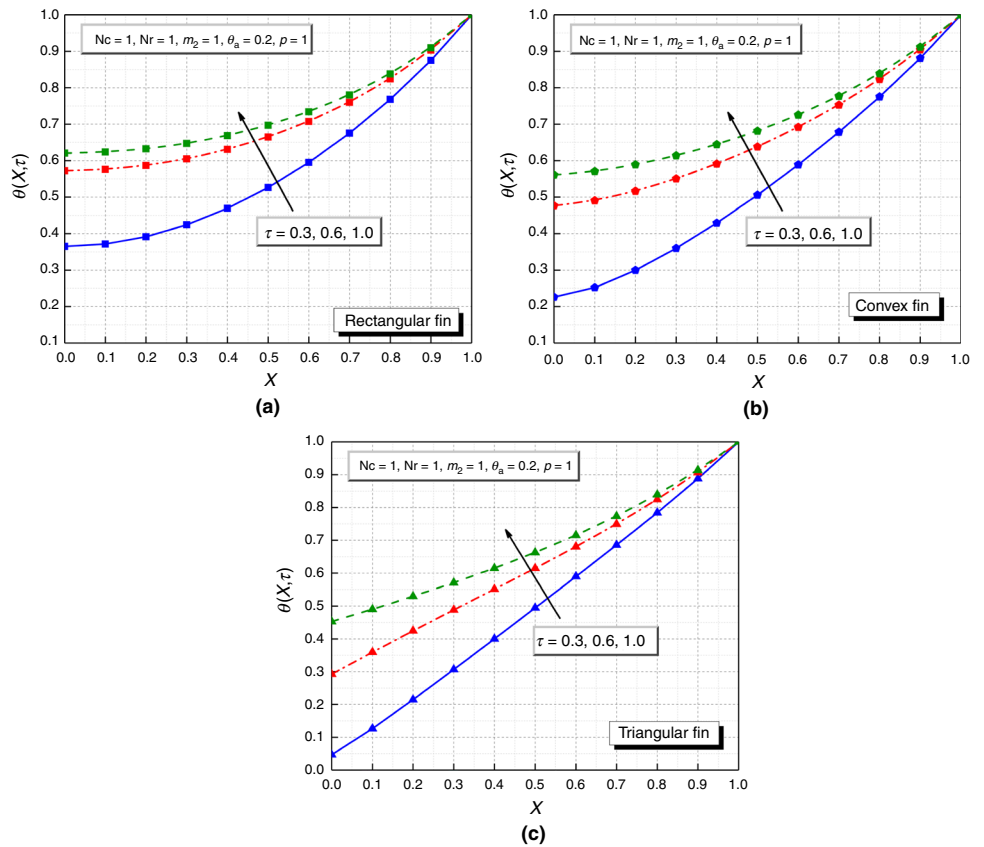 (a)
Nc = 1, Nr = 1, m₂ = 1, θₐ = 0.2, p = 1
1.0
0.9
0.8
0.7
0.6
0.5
0.4
0.3
0.2
0.1
θ(X,τ)
τ = 0.3, 0.6, 1.0
Rectangular fin
0.0 0.1 0.2 0.3 0.4 0.5 0.6 0.7 0.8 0.9 1.0
X
(b)
Nc = 1, Nr = 1, m₂ = 1, θₐ = 0.2, p = 1
1.0
0.9
0.8
0.7
0.6
0.5
0.4
0.3
0.2
0.1
θ(X,τ)
τ = 0.3, 0.6, 1.0
Convex fin
0.0 0.1 0.2 0.3 0.4 0.5 0.6 0.7 0.8 0.9 1.0
X
(c)
Nc = 1, Nr = 1, m₂ = 1, θₐ = 0.2, p = 1
1.0
0.9
0.8
0.7
0.6
0.5
0.4
0.3
0.2
0.1
0.0
θ(X,τ)
τ = 0.3, 0.6, 1.0
Triangular fin
0.0 0.1 0.2 0.3 0.4 0.5 0.6 0.7 0.8 0.9 1.0
X